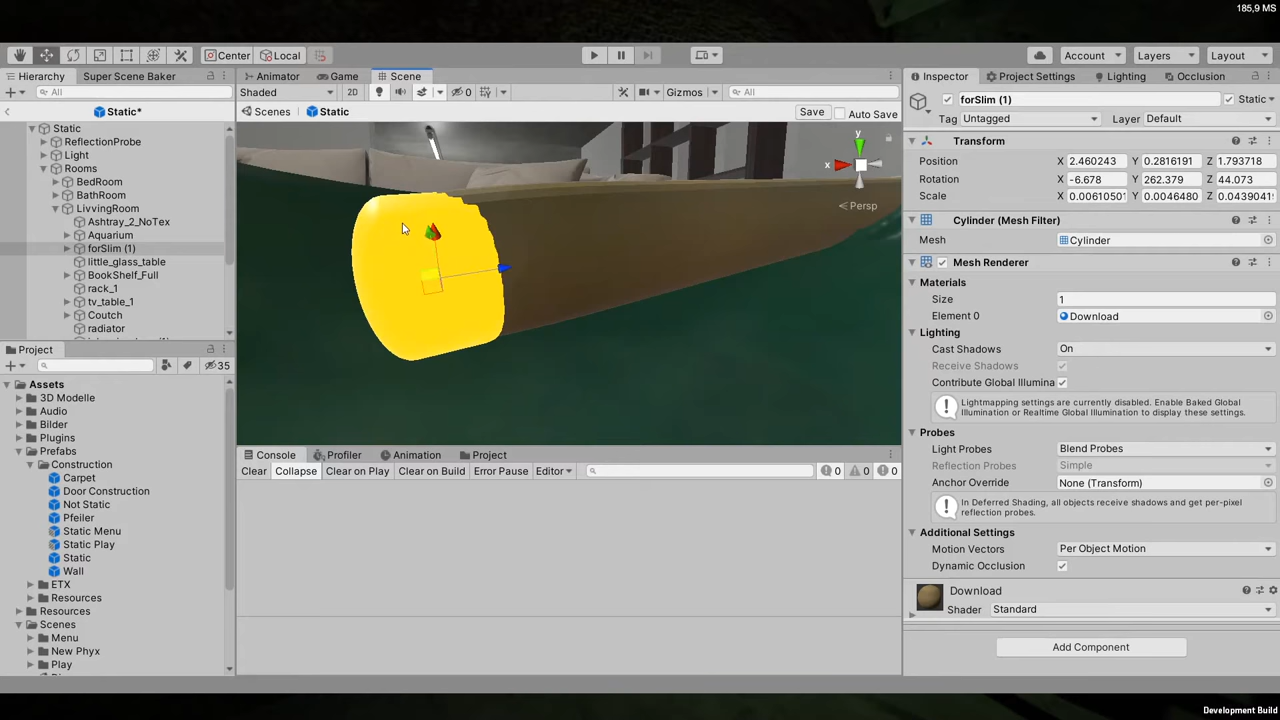 185,9 MS
Center
Local
Account
Layers
Layout
Hierarchy
Super Scene Baker
Animator
Game
Scene
Inspector
Project Settings
Lighting
Occlusion
All
Shaded
2D
0
Gizmos
All
forSlim (1)
Static
Static*
Scenes
Static
Save
Auto Save
Tag
Untagged
Layer
Default
Static
ReflectionProbe
Light
Rooms
BedRoom
BathRoom
LivvingRoom
Ashtray_2_NoTex
Aquarium
forSlim (1)
little_glass_table
BookShelf_Full
rack_1
tv_table_1
Coutch
radiator
y
x
Persp
Transform
Position X 2.460243 Y 0.2816191 Z 1.793718
Rotation X -6.678 Y 262.379 Z 44.073
Scale X 0.0061050 Y 0.0046480 Z 0.0439041
Cylinder (Mesh Filter)
Mesh Cylinder
Mesh Renderer
Materials
Size 1
Element 0 Download
Lighting
Cast Shadows On
Receive Shadows
Contribute Global Illumina
Lightmapping settings are currently disabled. Enable Baked Global
Illumination or Realtime Global Illumination to display these settings.
Probes
Light Probes Blend Probes
Reflection Probes Simple
Anchor Override None (Transform)
In Deferred Shading, all objects receive shadows and get per-pixel
reflection probes.
Additional Settings
Motion Vectors Per Object Motion
Dynamic Occlusion
Download
Shader Standard
Add Component
Project
35
Assets
3D Modelle
Audio
Bilder
Plugins
Prefabs
Construction
Carpet
Door Construction
Not Static
Pfeiler
Static Menu
Static Play
Static
Wall
ETX
Resources
Resources
Scenes
Menu
New Phyx
Play
Console
Profiler
Animation
Project
Clear
Collapse
Clear on Play
Clear on Build
Error Pause
Editor
0
0
0
Development Build